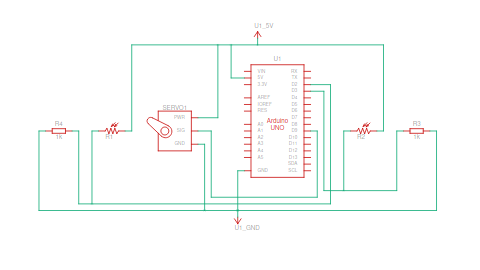 U1_5V
U1
VIN
5V
3.3V
AREF
IOREF
RES
A0
A1
A2
A3
A4
A5
GND
RX
TX
D2
D3
D4
D5
D6
D7
D8
D9
D10
D11
D12
D13
SDA
SCL
Arduino
UNO
SERVO1
PWR
SIG
GND
R4
1K
R1
R2
R3
1K
U1_GND